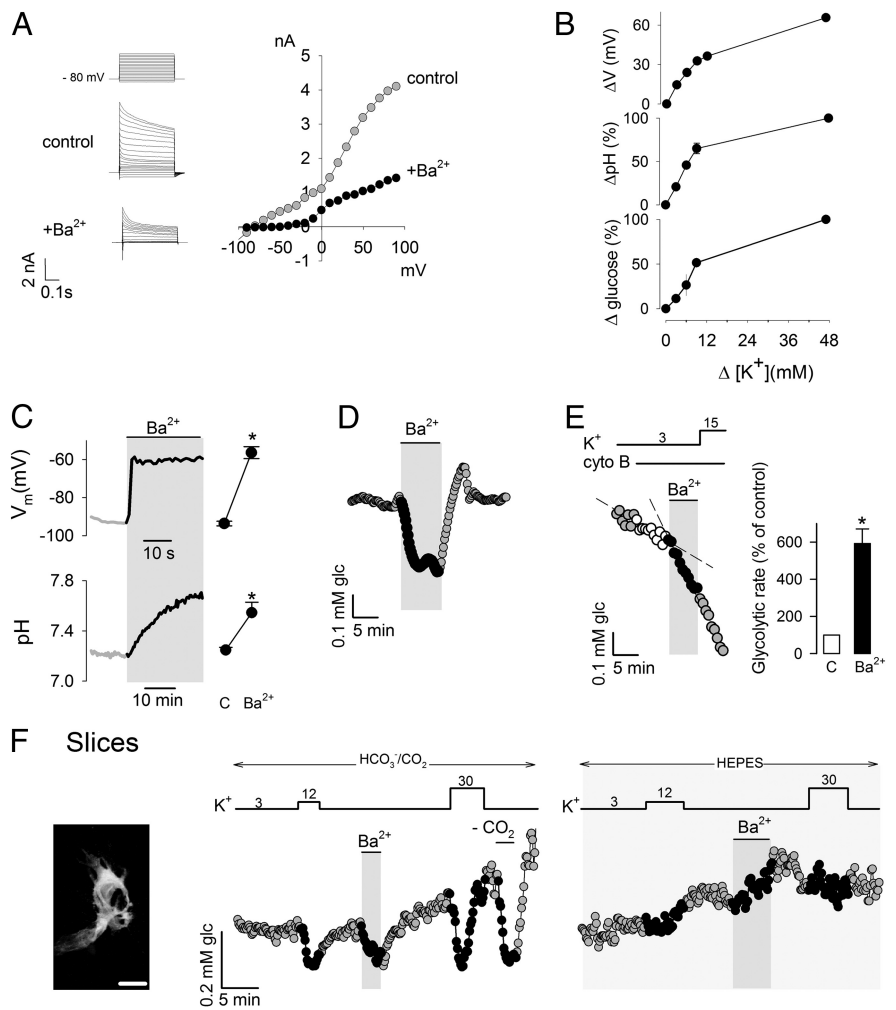 A
- 80 mV
control
+Ba²⁺
2 nA
0.1s
nA
5
4
3
2
1
0
-1
-100
-50
0
50
100
mV
control
+Ba²⁺
B
ΔV (mV)
60
30
0
ΔpH (%)
100
50
0
Δ glucose (%)
100
50
0
0 12 24 36 48
Δ [K⁺](mM)
C
Ba²⁺
Vm(mV)
-60
-80
-100
10 s
*
pH
7.8
7.4
7.0
10 min
*
C Ba²⁺
D
Ba²⁺
0.1 mM glc
5 min
E
K⁺ 3 15
cyto B
Ba²⁺
0.1 mM glc
5 min
Glycolytic rate (% of control)
600
400
200
0
*
C Ba²⁺
F Slices
HCO₃⁻/CO₂
K⁺ 3 12 30
- CO₂
Ba²⁺
0.2 mM glc
5 min
HEPES
K⁺ 3 12 30
Ba²⁺